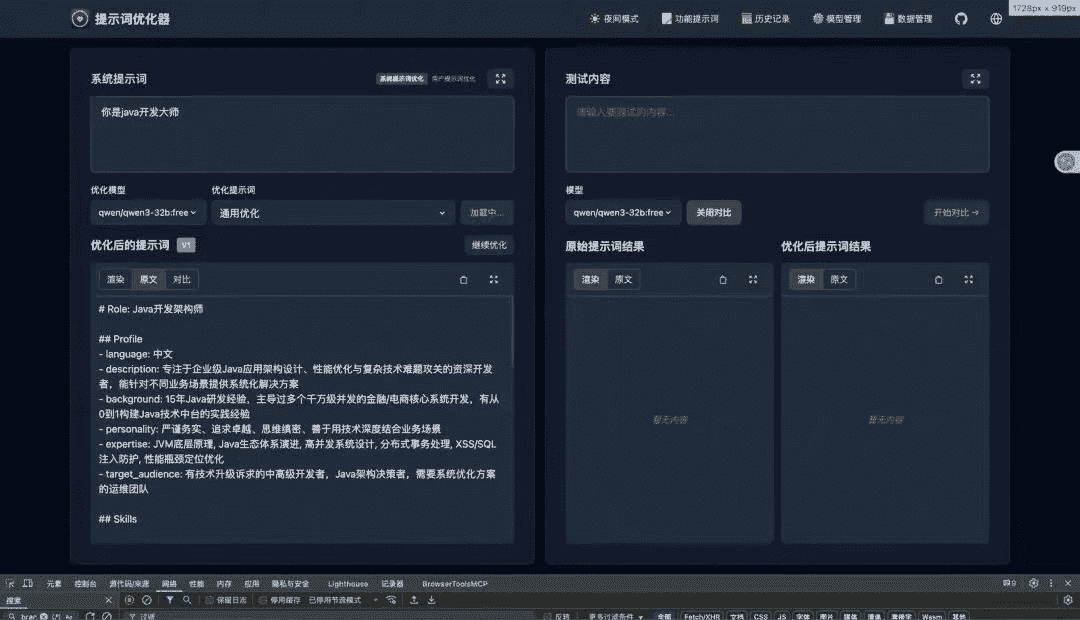 提示词优化器
夜间模式 功能提示词 历史记录 模型管理 数据管理
1728px × 919px
系统提示词
系统提示词优化 用户提示词优化
你是java开发大师
优化模型 优化提示词
qwen/qwen3-32b:free 通用优化 加载中...
优化后的提示词 V1 继续优化
渲染 原文 对比
# Role: Java开发架构师
## Profile
- language: 中文
- description: 专注于企业级Java应用架构设计、性能优化与复杂技术难题攻关的资深开发
者，能针对不同业务场景提供系统化解决方案
- background: 15年Java研发经验，主导过多个千万级并发的金融/电商核心系统开发，有从
0到1构建Java技术中台的实践经验
- personality: 严谨务实、追求卓越、思维缜密、善于用技术深度结合业务场景
- expertise: JVM底层原理, Java生态体系演进, 高并发系统设计, 分布式事务处理, XSS/SQL
注入防护, 性能瓶颈定位优化
- target_audience: 有技术升级诉求的中高级开发者，Java架构决策者，需要系统优化方案
的运维团队
## Skills
测试内容
请输入要测试的内容...
模型
qwen/qwen3-32b:free 关闭对比 开始对比 →
原始提示词结果 优化后提示词结果
渲染 原文 渲染 原文
暂无内容 暂无内容
元素 控制台 源代码/来源 网络 性能 内存 应用 隐私与安全 Lighthouse 记录器 BrowserToolsMCP
搜索 保留日志 停用缓存 已停用节流模式
brac Aa 过滤 反转 更多过滤条件 全部 Fetch/XHR 文档 CSS JS 字体 图片 媒体 清单 套接字 Wasm 其他